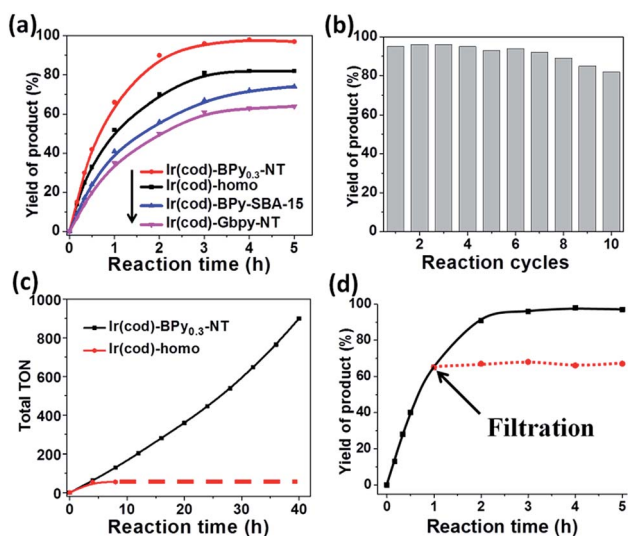 (a)
Yield of product (%)
100
80
60
40
20
0
Ir(cod)-BPy0.3-NT
Ir(cod)-homo
Ir(cod)-BPy-SBA-15
Ir(cod)-Gbpy-NT
0 1 2 3 4 5
Reaction time (h)
(b)
Yield of product (%)
100
80
60
40
20
0
2 4 6 8 10
Reaction cycles
(c)
Total TON
1000
800
600
400
200
0
Ir(cod)-BPy0.3-NT
Ir(cod)-homo
0 10 20 30 40
Reaction time (h)
(d)
Yield of product (%)
100
80
60
40
20
0
Filtration
0 1 2 3 4 5
Reaction time (h)